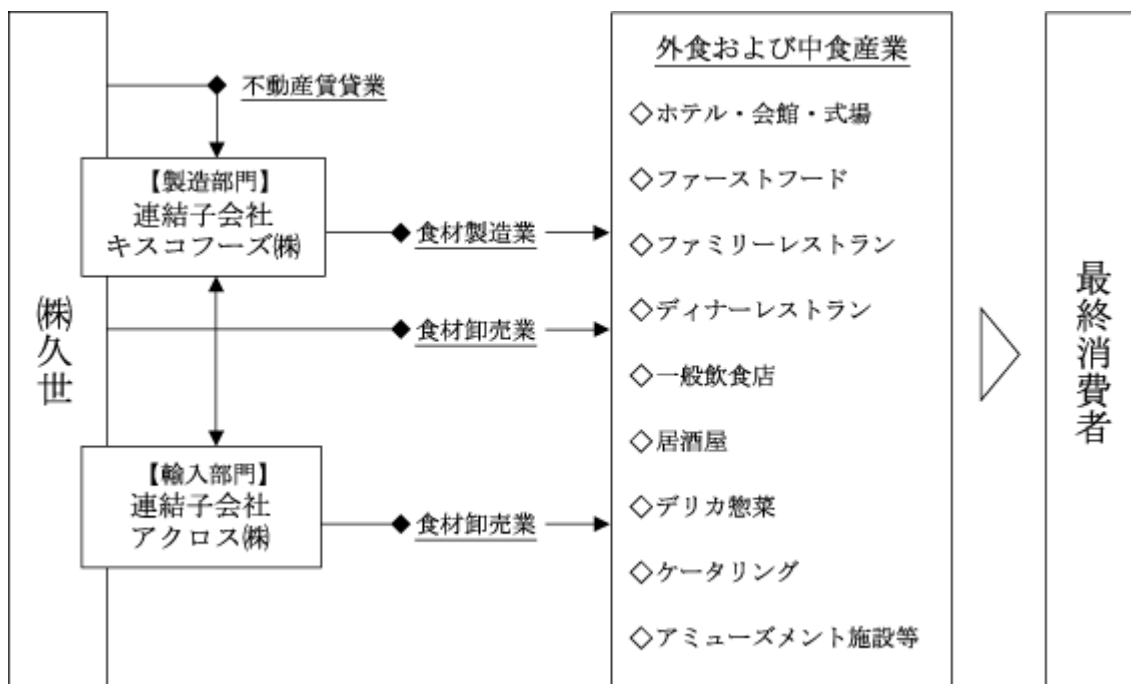 ㈱久世
◆不動産賃貸業
【製造部門】
連結子会社
キスコフーズ㈱
◆食材製造業
◆食材卸売業
【輸入部門】
連結子会社
アクロス㈱
◆食材卸売業
外食および中食産業
◇ホテル・会館・式場
◇ファーストフード
◇ファミリーレストラン
◇ディナーレストラン
◇一般飲食店
◇居酒屋
◇デリカ惣菜
◇ケータリング
◇アミューズメント施設等
最終消費者